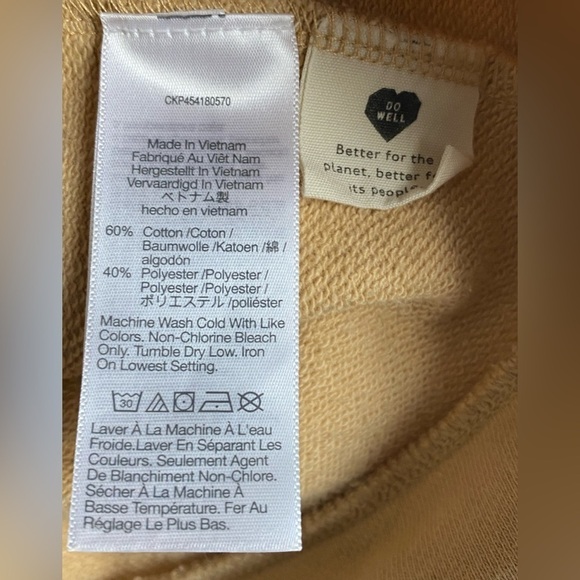 CKP454180570
Made In Vietnam
Fabriqué Au Viêt Nam
Hergestellt In Vietnam
Vervaardigd In Vietnam
ベトナム製
hecho en vietnam
60% Cotton /Coton /
Baumwolle /Katoen /綿 /
algodón
40% Polyester /Polyester /
Polyester /Polyester /
ポリエステル /poliéster
Machine Wash Cold With Like
Colors. Non-Chlorine Bleach
Only. Tumble Dry Low. Iron
On Lowest Setting.
30
Laver À La Machine À L'eau
Froide.Laver En Séparant Les
Couleurs. Seulement Agent
De Blanchiment Non-Chlore.
Sécher À La Machine À
Basse Température. Fer Au
Réglage Le Plus Bas.
DO
WELL
Better for the
planet, better
its